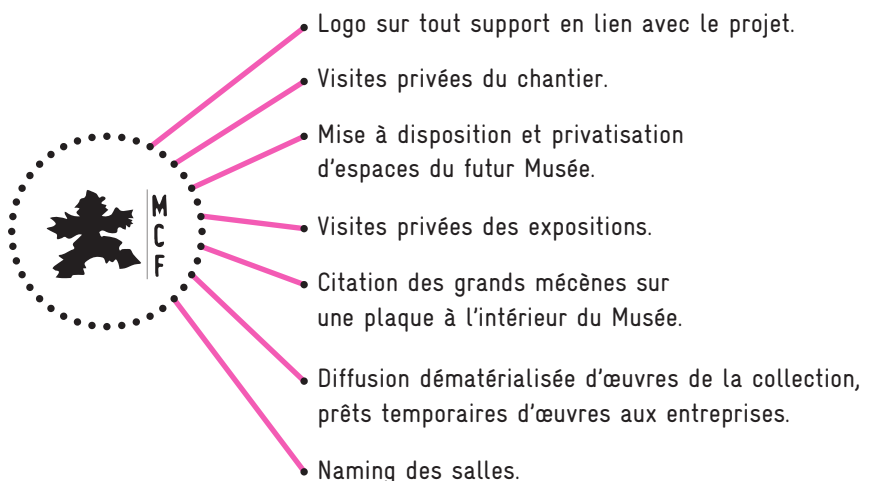 Logo sur tout support en lien avec le projet.
Visites privées du chantier.
Mise à disposition et privatisation
d'espaces du futur Musée.
M
C
F
Visites privées des expositions.
Citation des grands mécènes sur
une plaque à l'intérieur du Musée.
Diffusion dématérialisée d'œuvres de la collection,
prêts temporaires d'œuvres aux entreprises.
Naming des salles.